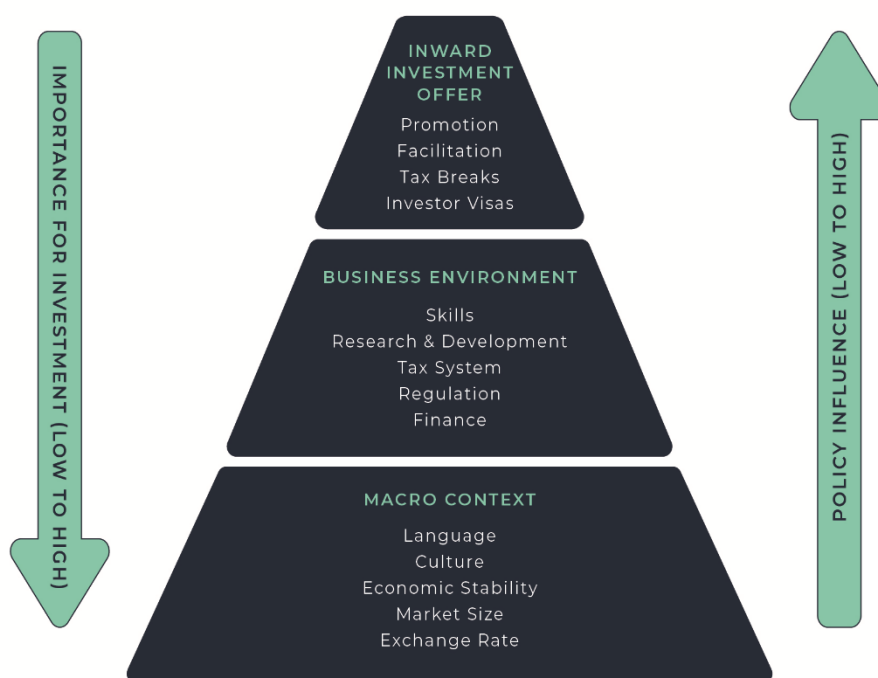 IMPORTANCE FOR INVESTMENT (LOW TO HIGH)
INWARD
INVESTMENT
OFFER
Promotion
Facilitation
Tax Breaks
Investor Visas
BUSINESS ENVIRONMENT
Skills
Research & Development
Tax System
Regulation
Finance
MACRO CONTEXT
Language
Culture
Economic Stability
Market Size
Exchange Rate
POLICY INFLUENCE (LOW TO HIGH)